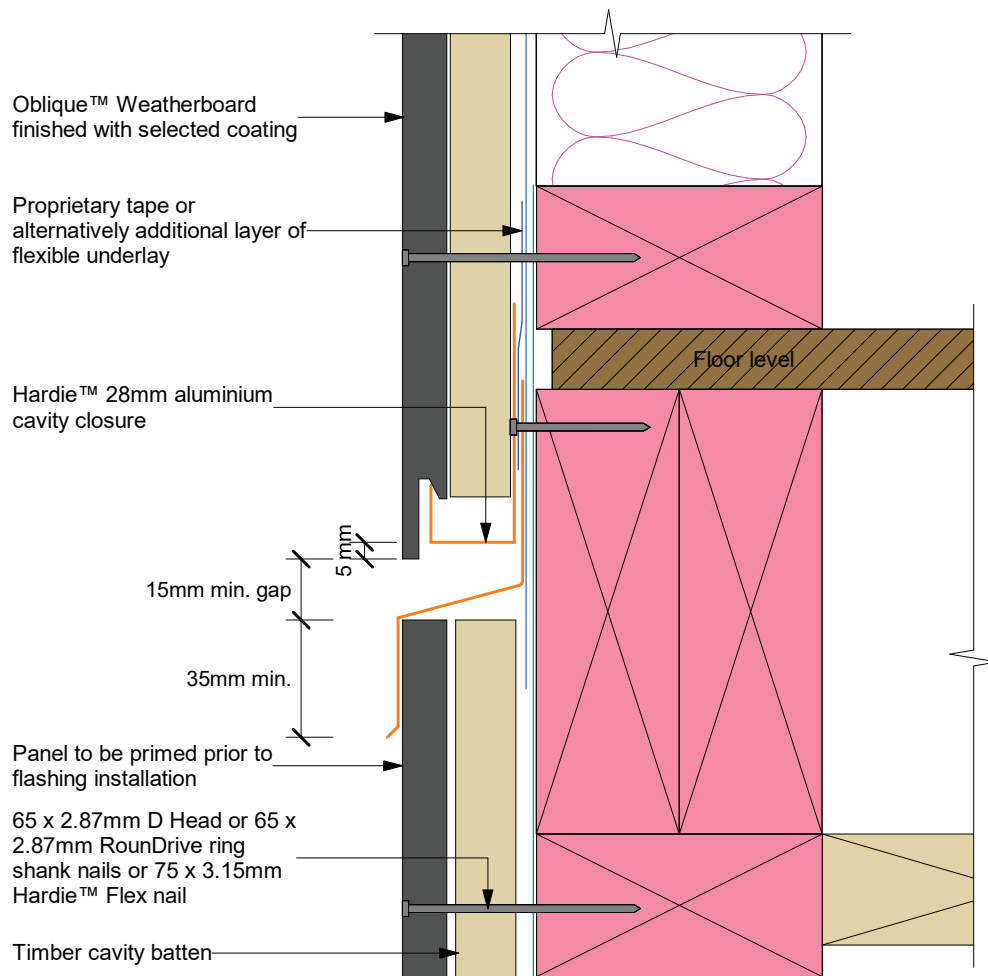 Oblique™ Weatherboard
finished with selected coating
Proprietary tape or
alternatively additional layer of
flexible underlay
Floor level
Hardie™ 28mm aluminium
cavity closure
5 mm
15mm min. gap
35mm min.
Panel to be primed prior to
flashing installation
65 x 2.87mm D Head or 65 x
2.87mm RounDrive ring
shank nails or 75 x 3.15mm
Hardie™ Flex nail
Timber cavity batten